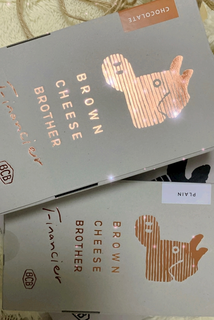 CHOCOLATE
BROWN
CHEESE
BROTHER
Financier
BCB
PLAIN
BROWN
CHEESE
BROTHER
Financier
BCB